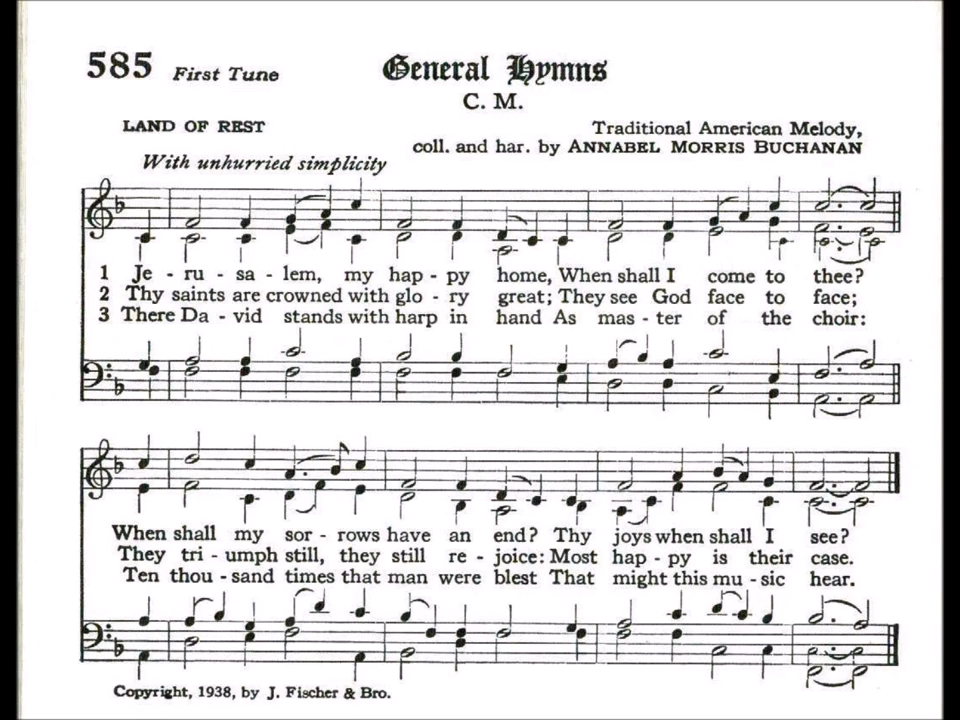 585 First Tune General Hymns
C. M.
LAND OF REST Traditional American Melody,
coll. and har. by ANNABEL MORRIS BUCHANAN
With unhurried simplicity
1 Je - ru - sa - lem, my hap - py home, When shall I come to thee?
2 Thy saints are crowned with glo - ry great; They see God face to face;
3 There Da - vid stands with harp in hand As mas - ter of the choir:
When shall my sor - rows have an end? Thy joys when shall I see?
They tri - umph still, they still re - joice: Most hap - py is their case.
Ten thou - sand times that man were blest That might this mu - sic hear.
Copyright, 1938, by J. Fischer & Bro.